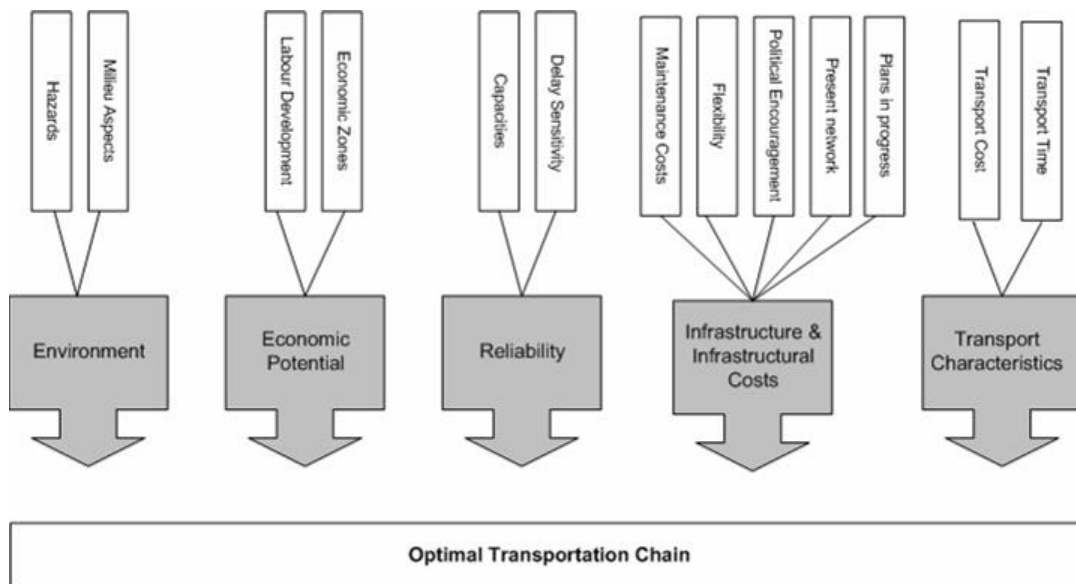 Hazards
Milieu Aspects
Labour Development
Economic Zones
Capacities
Delay Sensitivity
Maintenance Costs
Flexibility
Political Encouragement
Present network
Plans in progress
Transport Cost
Transport Time
Environment
Economic
Potential
Reliability
Infrastructure &
Infrastructural
Costs
Transport
Characteristics
Optimal Transportation Chain